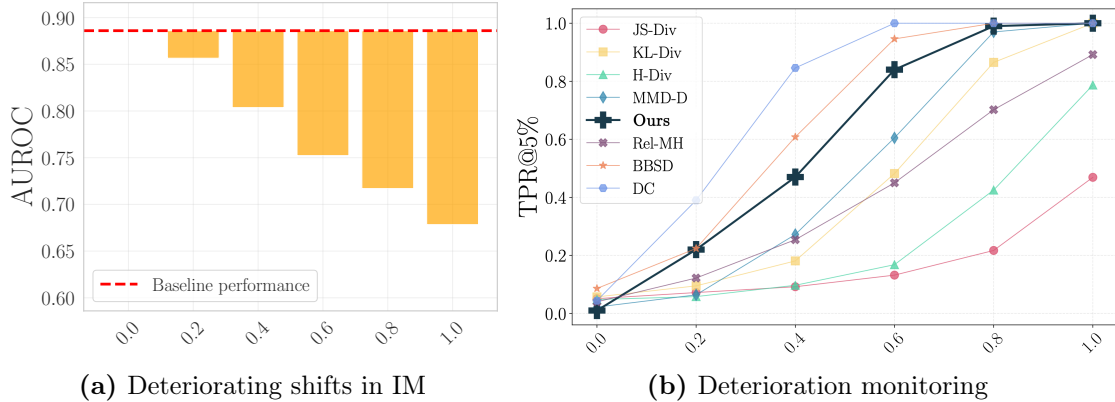 0.90
0.85
0.80
0.75
0.70
0.65
0.60
AUROC
Baseline performance
0.0 0.2 0.4 0.6 0.8 1.0
(a) Deteriorating shifts in IM
1.0
0.8
0.6
0.4
0.2
0.0
TPR@5%
JS-Div
KL-Div
H-Div
MMD-D
Ours
Rel-MH
BBSD
DC
0.0 0.2 0.4 0.6 0.8 1.0
(b) Deterioration monitoring